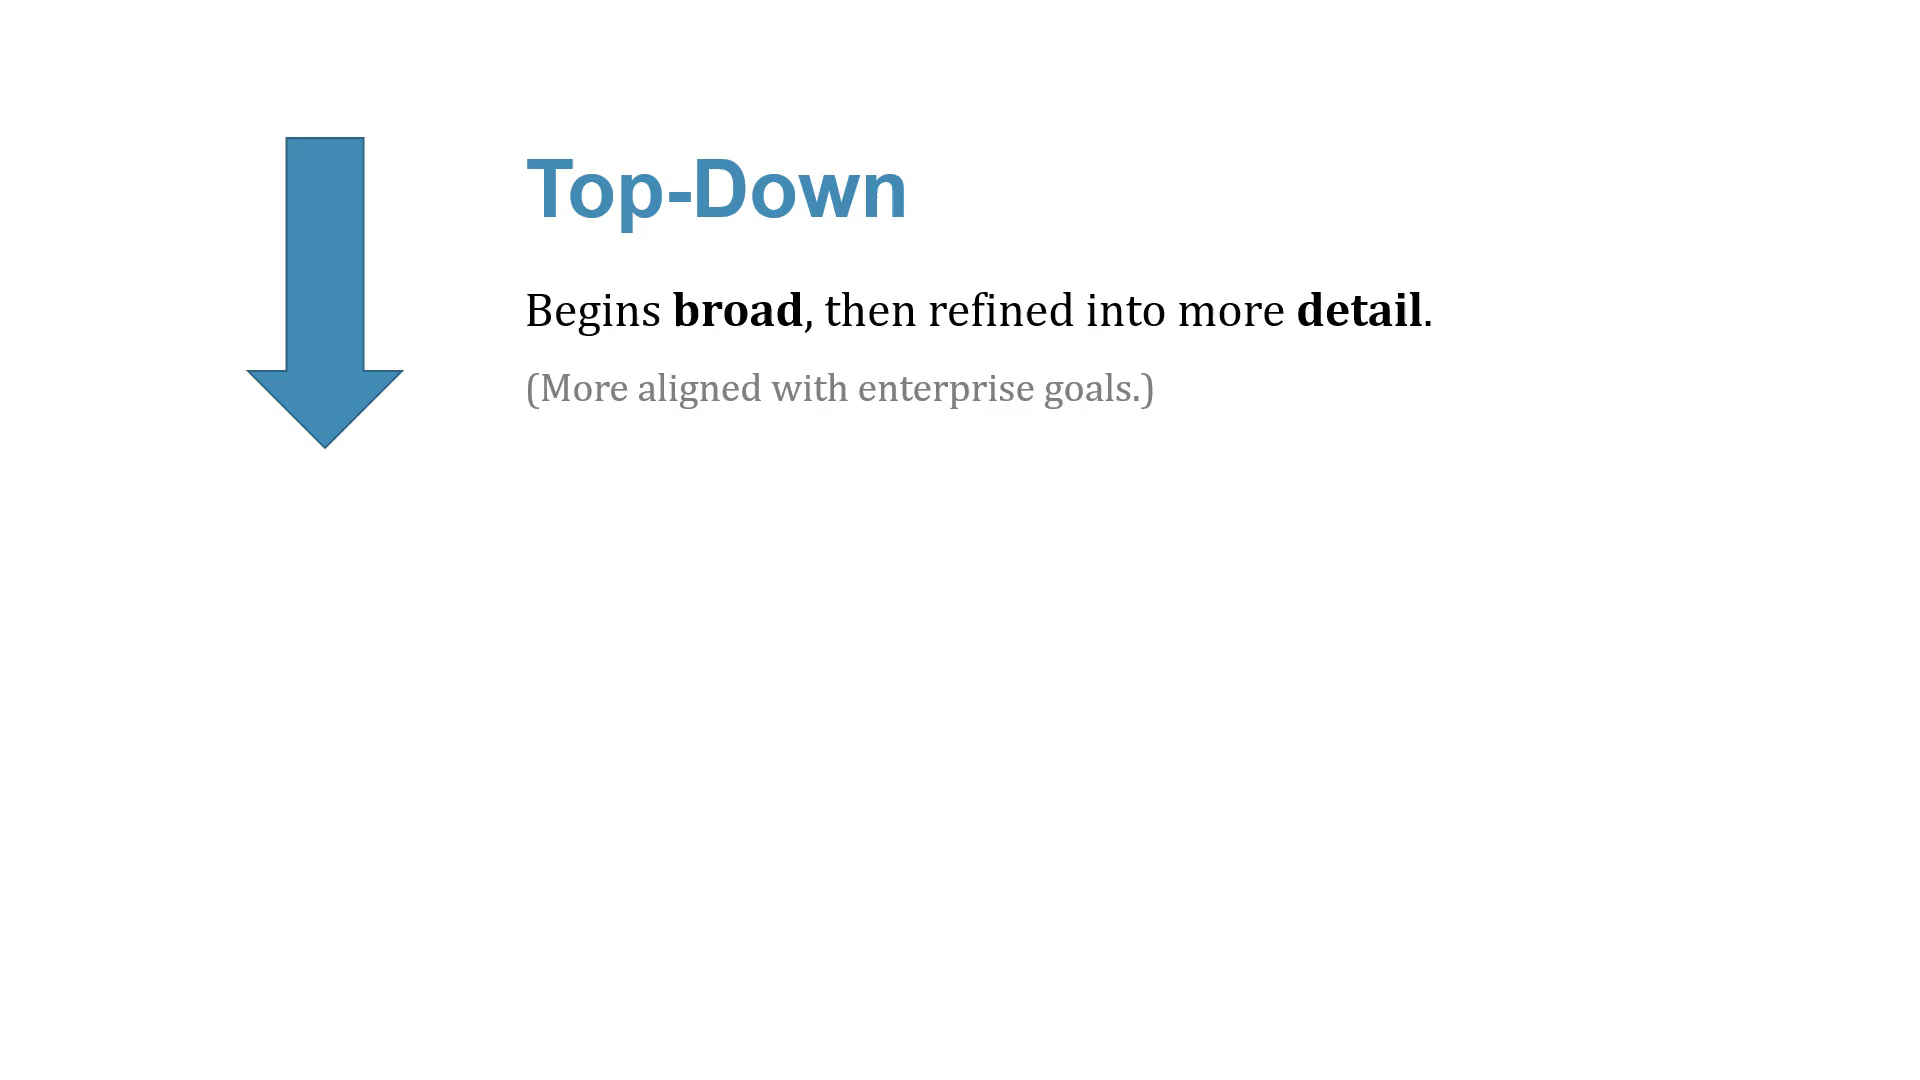 Top-Down
Begins broad, then refined into more detail.
(More aligned with enterprise goals.)